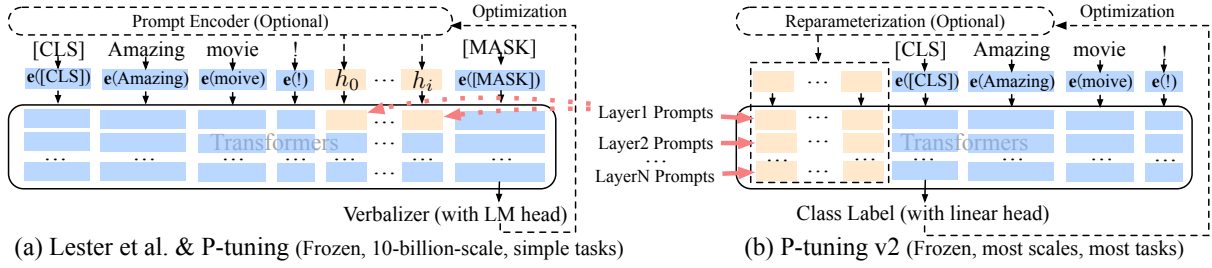 Prompt Encoder (Optional)
Optimization
[CLS] Amazing movie ! [MASK]
e([CLS]) e(Amazing) e(moive) e(!) h0 ... hi e([MASK])
Transformers
... ... ... ... ... ...
Verbalizer (with LM head)
(a) Lester et al. & P-tuning (Frozen, 10-billion-scale, simple tasks)
Layer1 Prompts
Layer2 Prompts
...
LayerN Prompts
Reparameterization (Optional)
Optimization
[CLS] Amazing movie !
... e([CLS]) e(Amazing) e(moive) e(!)
...
Transformers
... ... ... ... ... ...
...
Class Label (with linear head)
(b) P-tuning v2 (Frozen, most scales, most tasks)